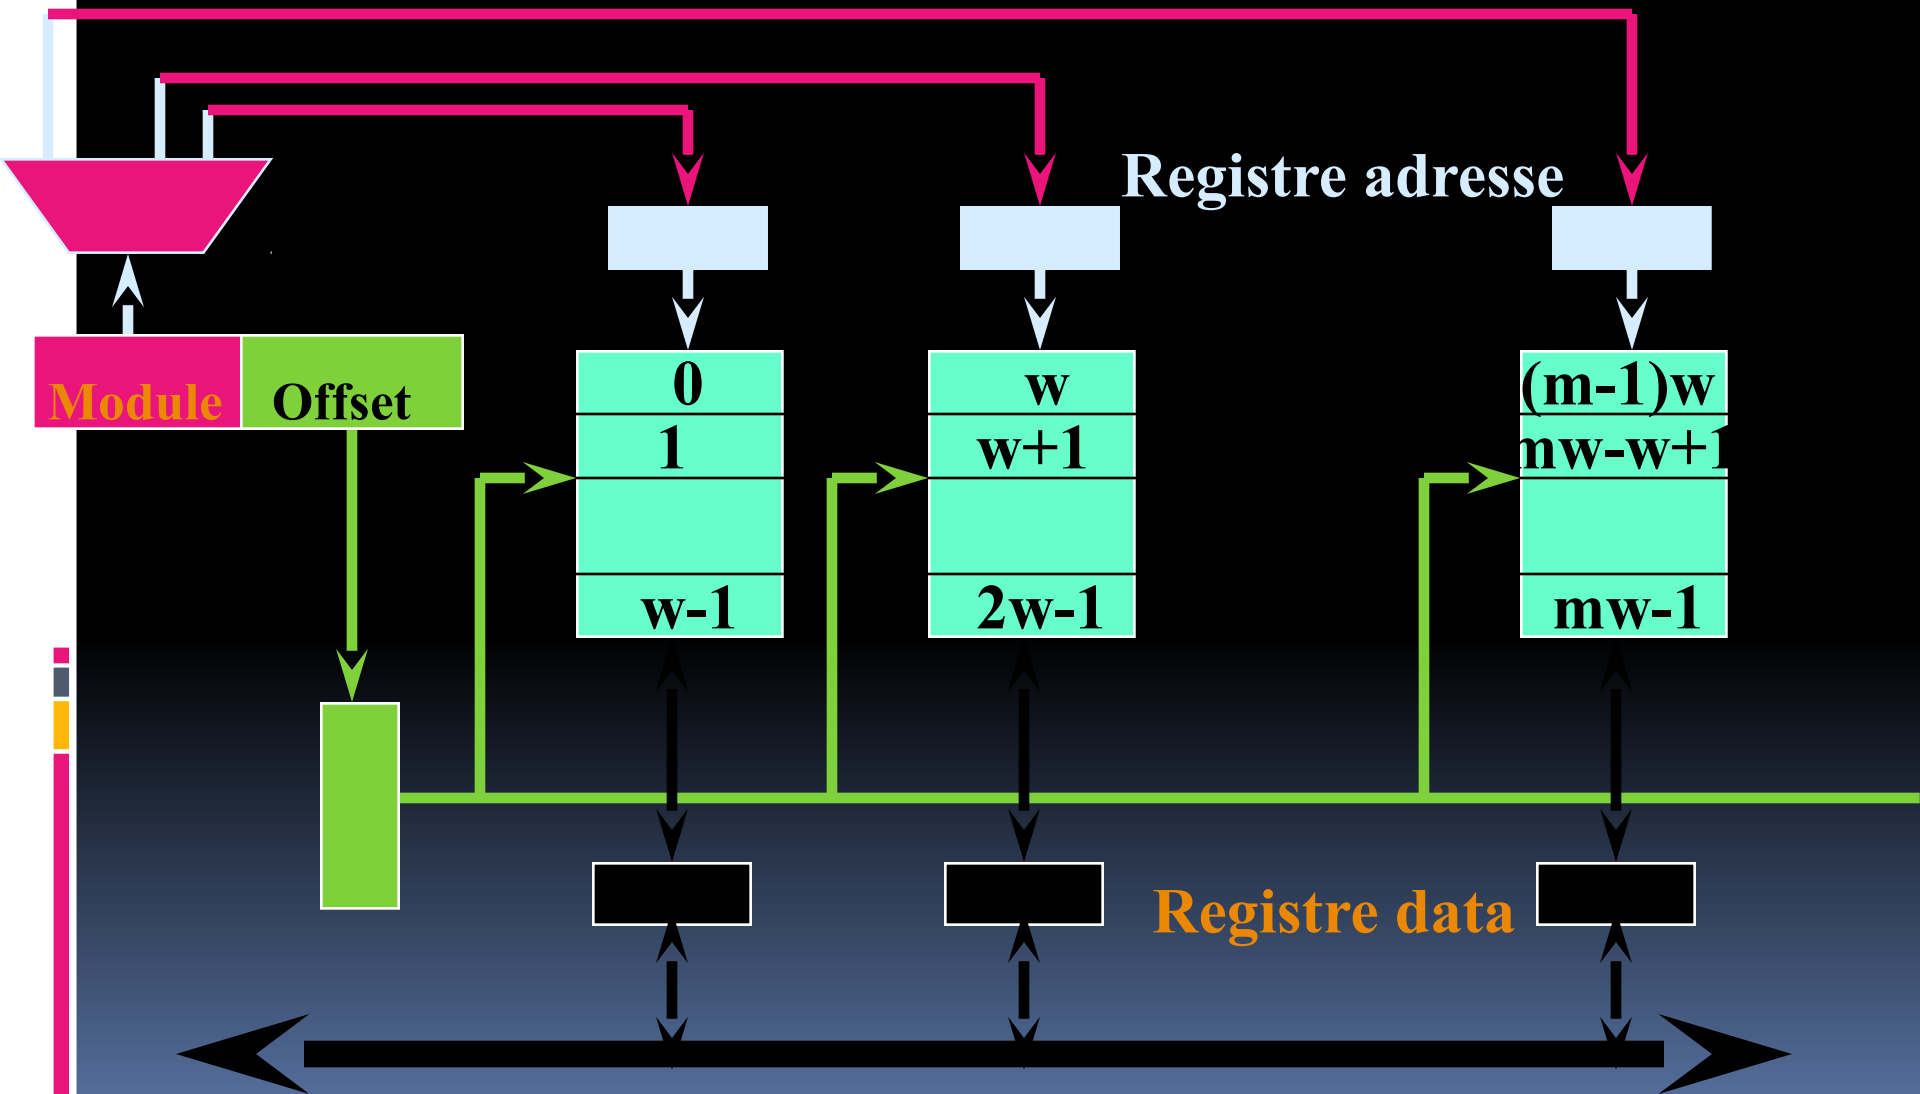 Registre adresse
Module
Offset
0
w
(m-1)w
1
w+1
mw-w+1
w-1
2w-1
mw-1
Registre data